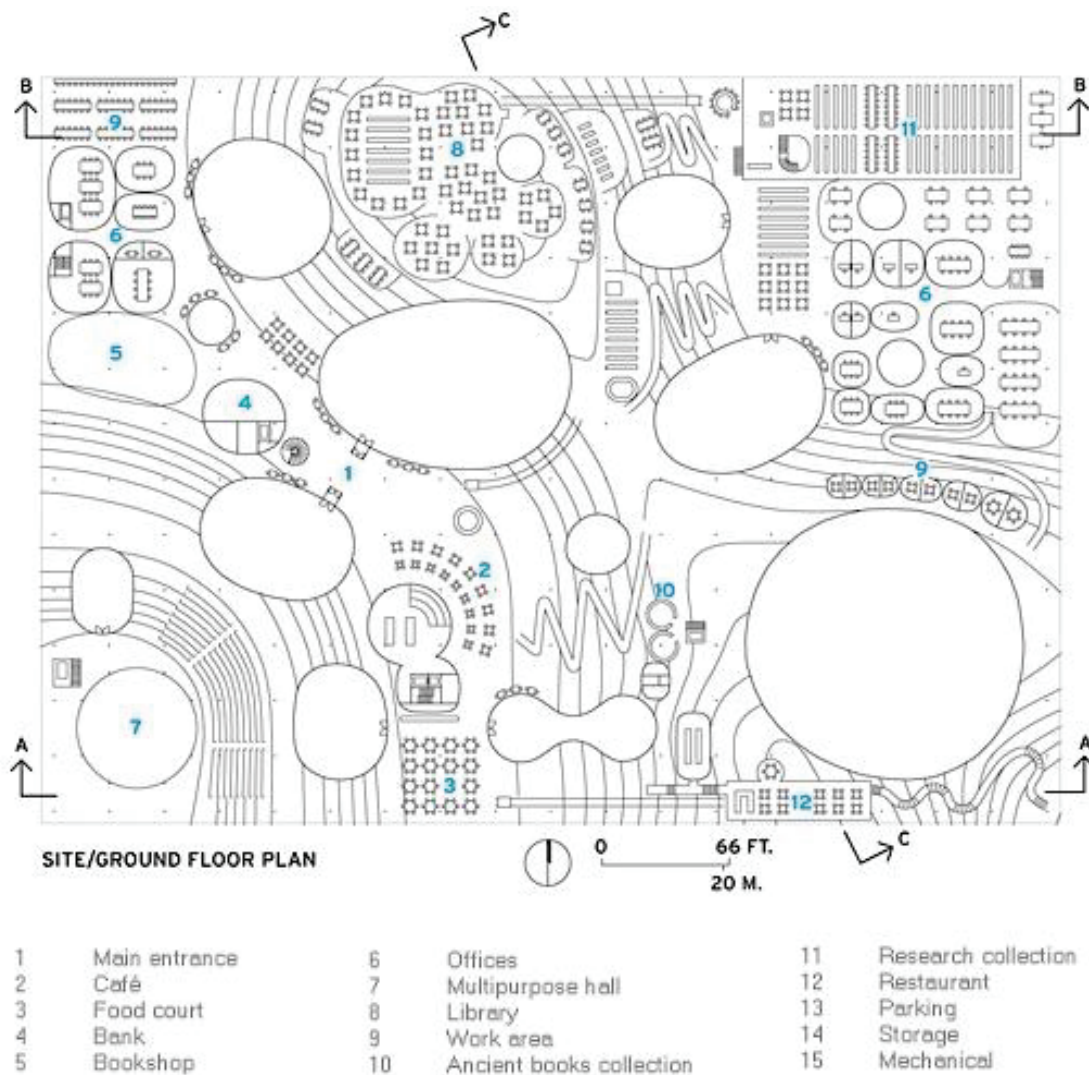 C
B
B
9
11
8
6
6
5
4
1
9
2
10
7
A
A
3
12
C
SITE/GROUND FLOOR PLAN
0 66 FT.
20 M.
1 Main entrance
2 Café
3 Food court
4 Bank
5 Bookshop
6 Offices
7 Multipurpose hall
8 Library
9 Work area
10 Ancient books collection
11 Research collection
12 Restaurant
13 Parking
14 Storage
15 Mechanical